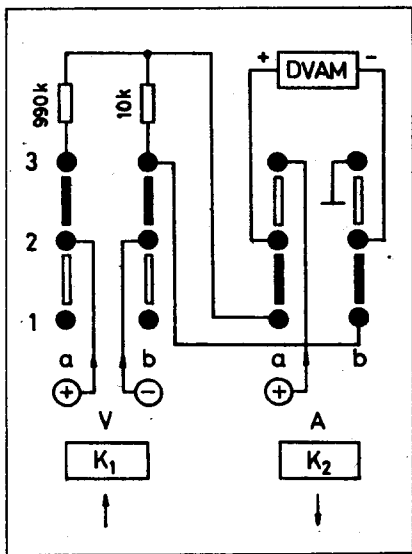 + DVAM -
990k 10k
3
2
1
a b a b
+ - +
V A
K₁ K₂